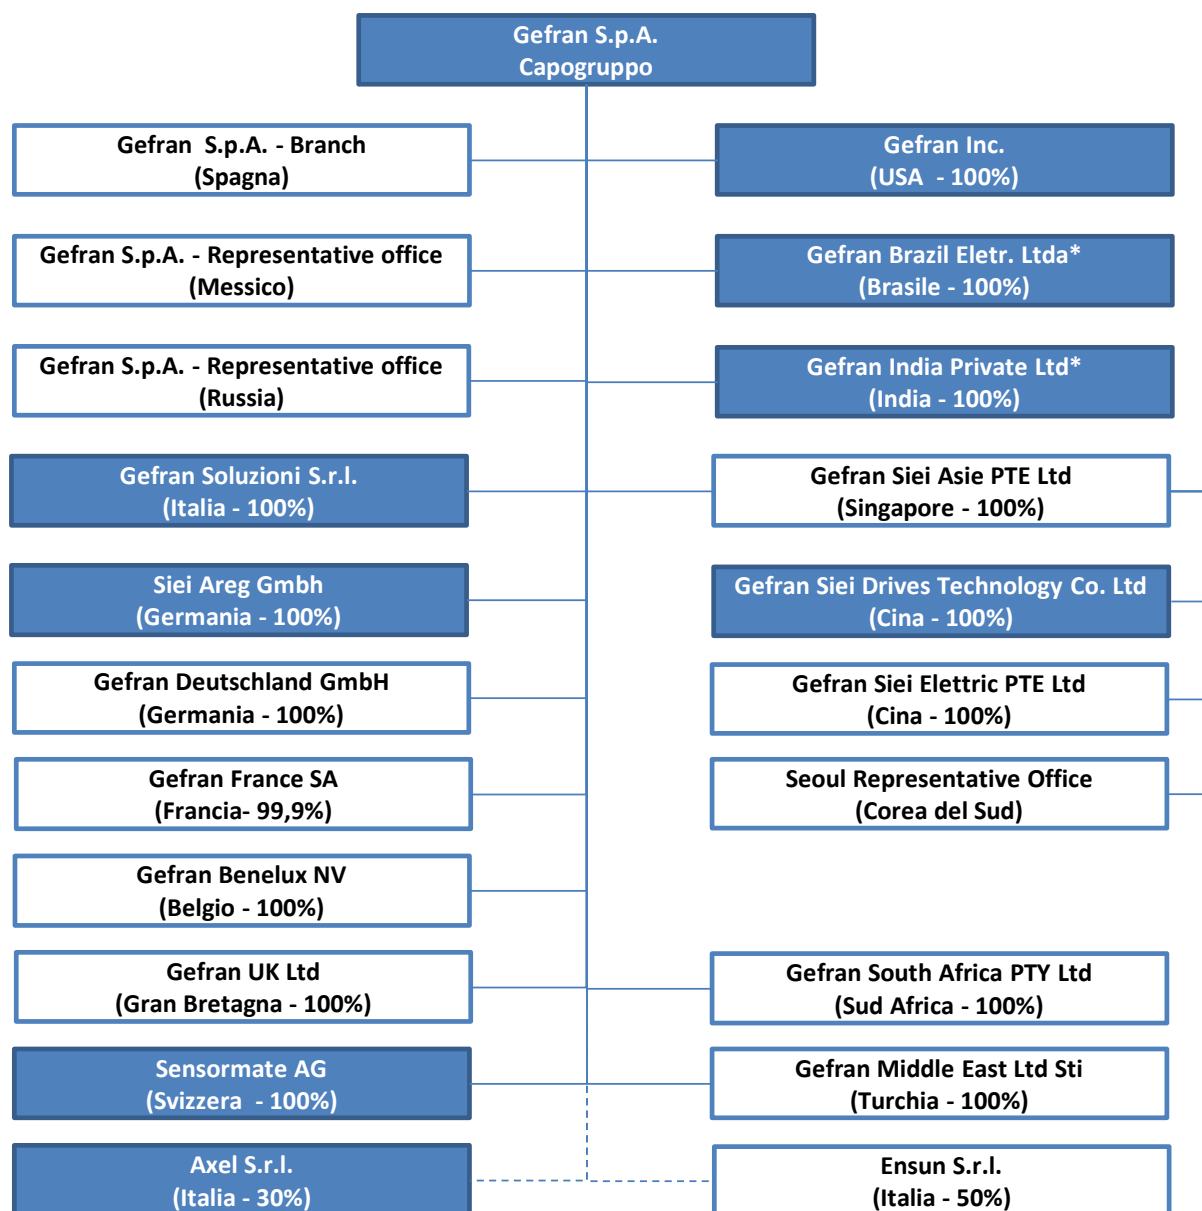 Gefran S.p.A.
Capogruppo
Gefran S.p.A. - Branch
(Spagna)
Gefran Inc.
(USA - 100%)
Gefran S.p.A. - Representative office
(Messico)
Gefran Brazil Eletr. Ltda*
(Brasile - 100%)
Gefran S.p.A. - Representative office
(Russia)
Gefran India Private Ltd*
(India - 100%)
Gefran Soluzioni S.r.l.
(Italia - 100%)
Gefran Siei Asie PTE Ltd
(Singapore - 100%)
Siei Areg Gmbh
(Germania - 100%)
Gefran Siei Drives Technology Co. Ltd
(Cina - 100%)
Gefran Deutschland GmbH
(Germania - 100%)
Gefran Siei Elettric PTE Ltd
(Cina - 100%)
Gefran France SA
(Francia- 99,9%)
Seoul Representative Office
(Corea del Sud)
Gefran Benelux NV
(Belgio - 100%)
Gefran UK Ltd
(Gran Bretagna - 100%)
Gefran South Africa PTY Ltd
(Sud Africa - 100%)
Sensormate AG
(Svizzera - 100%)
Gefran Middle East Ltd Sti
(Turchia - 100%)
Axel S.r.l.
(Italia - 30%)
Ensun S.r.l.
(Italia - 50%)